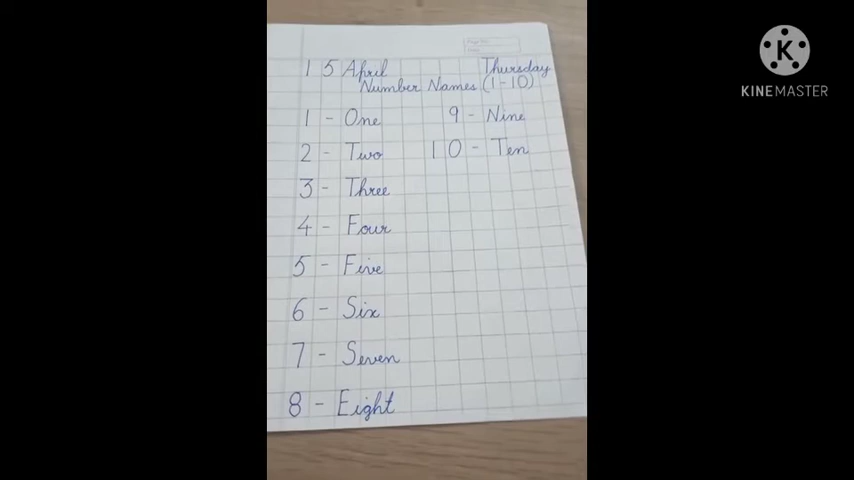 15 April Thursday
Number Names (1-10)
1 - One
2 - Two
3 - Three
4 - Four
5 - Five
6 - Six
7 - Seven
8 - Eight
9 - Nine
10 - Ten
K
KINEMASTER